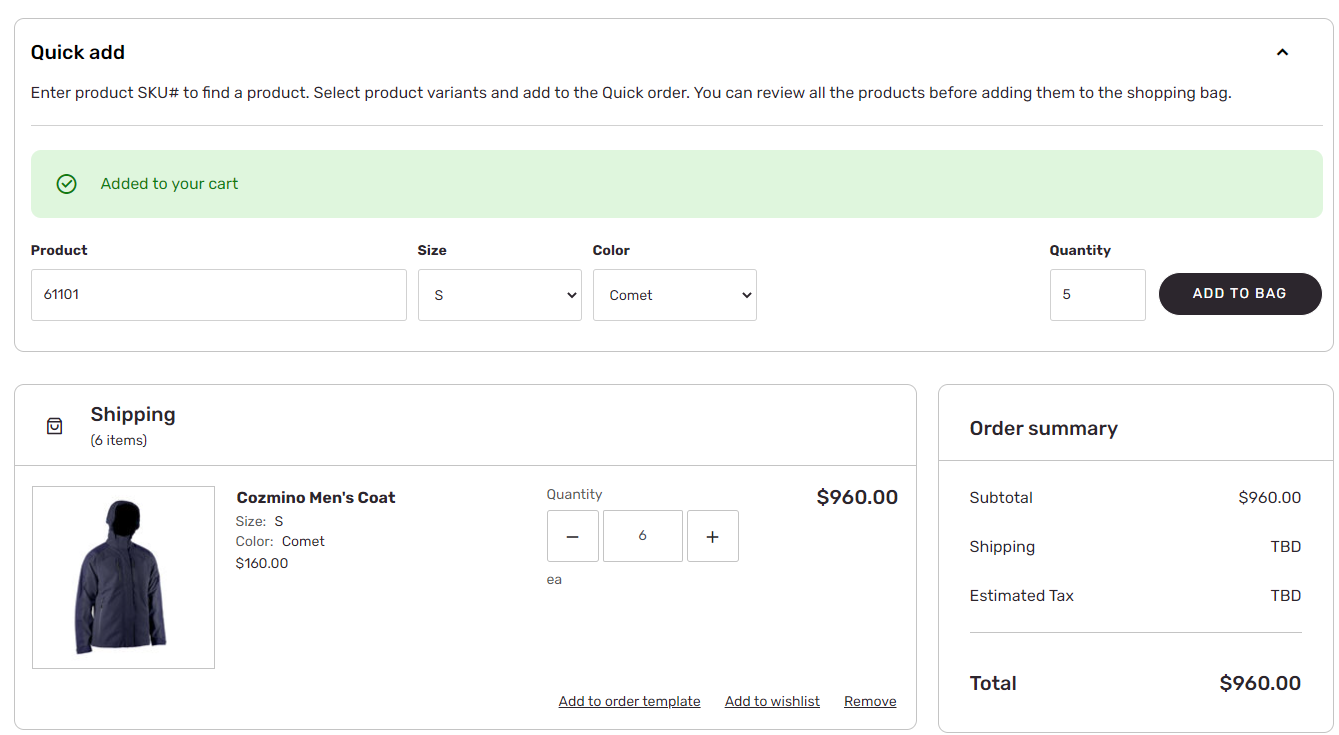 Quick add
Enter product SKU# to find a product. Select product variants and add to the Quick order. You can review all the products before adding them to the shopping bag.
Added to your cart
Product Size Color Quantity
61101 S Comet 5 ADD TO BAG
Shipping
(6 items)
Cozmino Men's Coat
Size: S
Color: Comet
$160.00
Quantity
− 6 +
ea
$960.00
Add to order template Add to wishlist Remove
Order summary
Subtotal $960.00
Shipping TBD
Estimated Tax TBD
Total $960.00